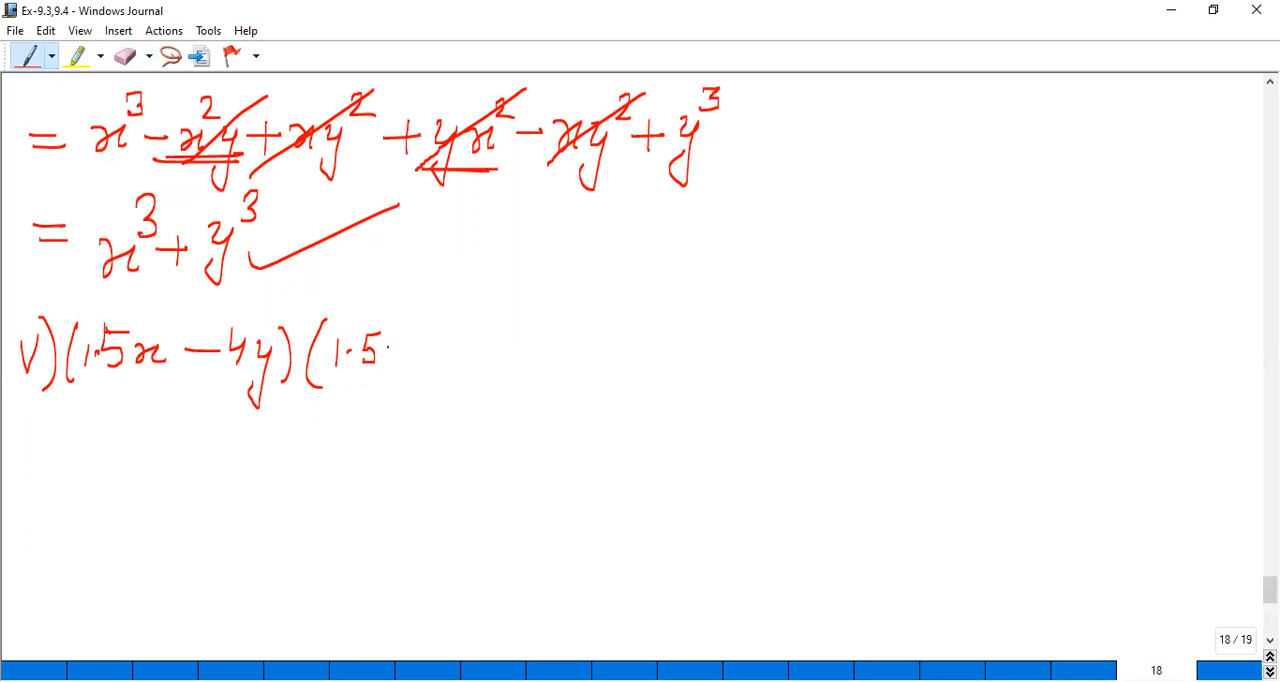 Ex-9.3,9.4 - Windows Journal
File Edit View Insert Actions Tools Help
= x³ - x²y + xy² + yx² - xy² + y³
= x³ + y³
v) (1.5x - 4y) (1.5
18 / 19
18